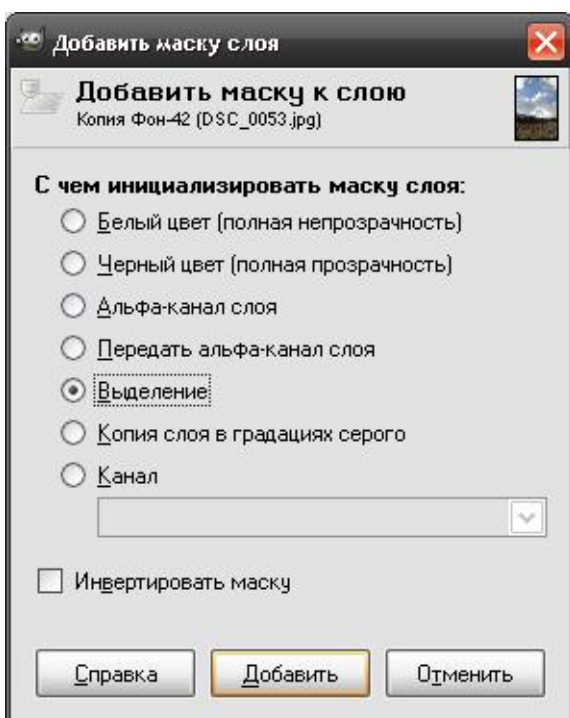 Добавить маску слоя
Добавить маску к слою
Копия Фон-42 (DSC_0053.jpg)
С чем инициализировать маску слоя:
Белый цвет (полная непрозрачность)
Черный цвет (полная прозрачность)
Альфа-канал слоя
Передать альфа-канал слоя
Выделение
Копия слоя в градациях серого
Канал
Инвертировать маску
Справка Добавить Отменить